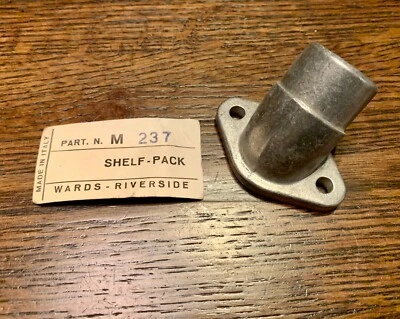 MADE IN ITALY
PART. N. M 237
SHELF-PACK
WARDS - RIVERSIDE